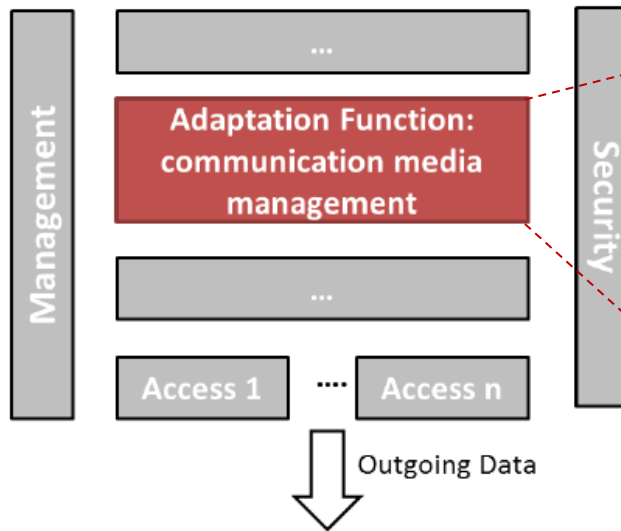 Management
...
Adaptation Function:
communication media
management
...
Access 1
....
Access n
Security
Outgoing Data